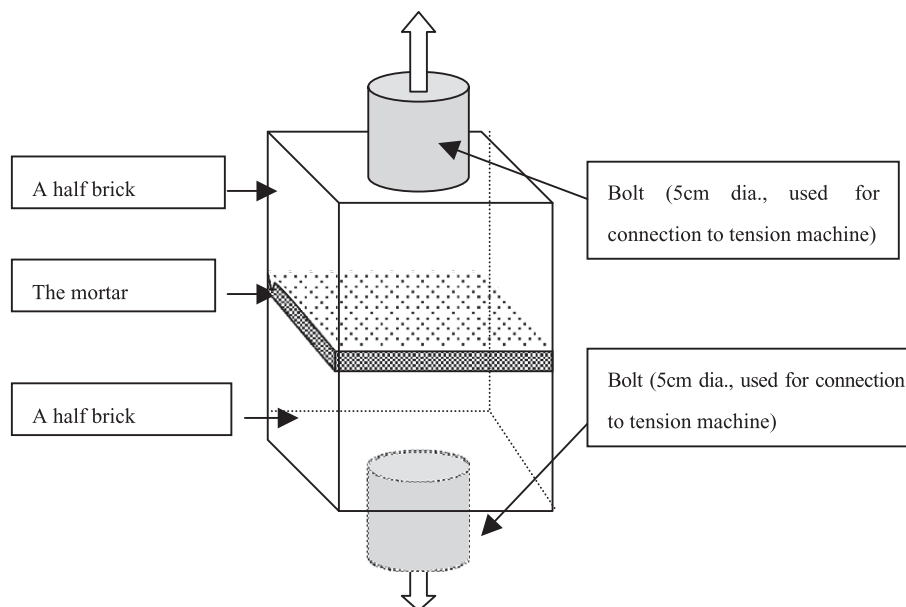 A half brick
Bolt (5cm dia., used for
connection to tension machine)
The mortar
Bolt (5cm dia., used for connection
to tension machine)
A half brick